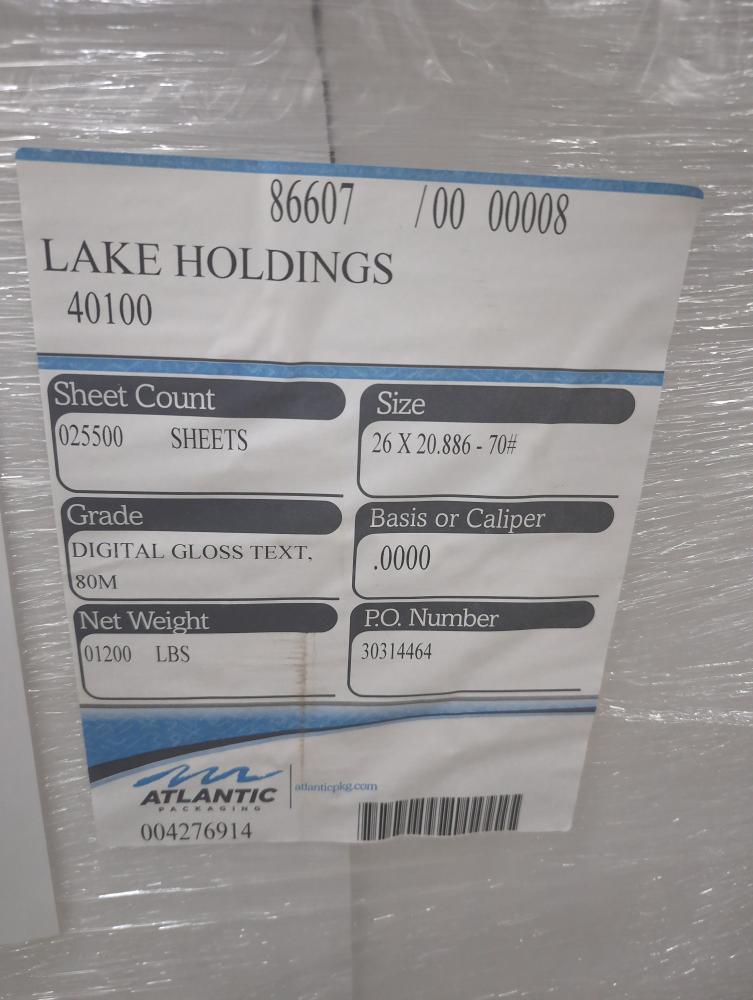 86607 /00 00008
LAKE HOLDINGS
40100
Sheet Count
025500 SHEETS
Size
26 X 20.886 - 70#
Grade
DIGITAL GLOSS TEXT,
80M
Basis or Caliper
.0000
Net Weight
01200 LBS
P.O. Number
30314464
ATLANTIC
PACKAGING
atlanticpkg.com
004276914